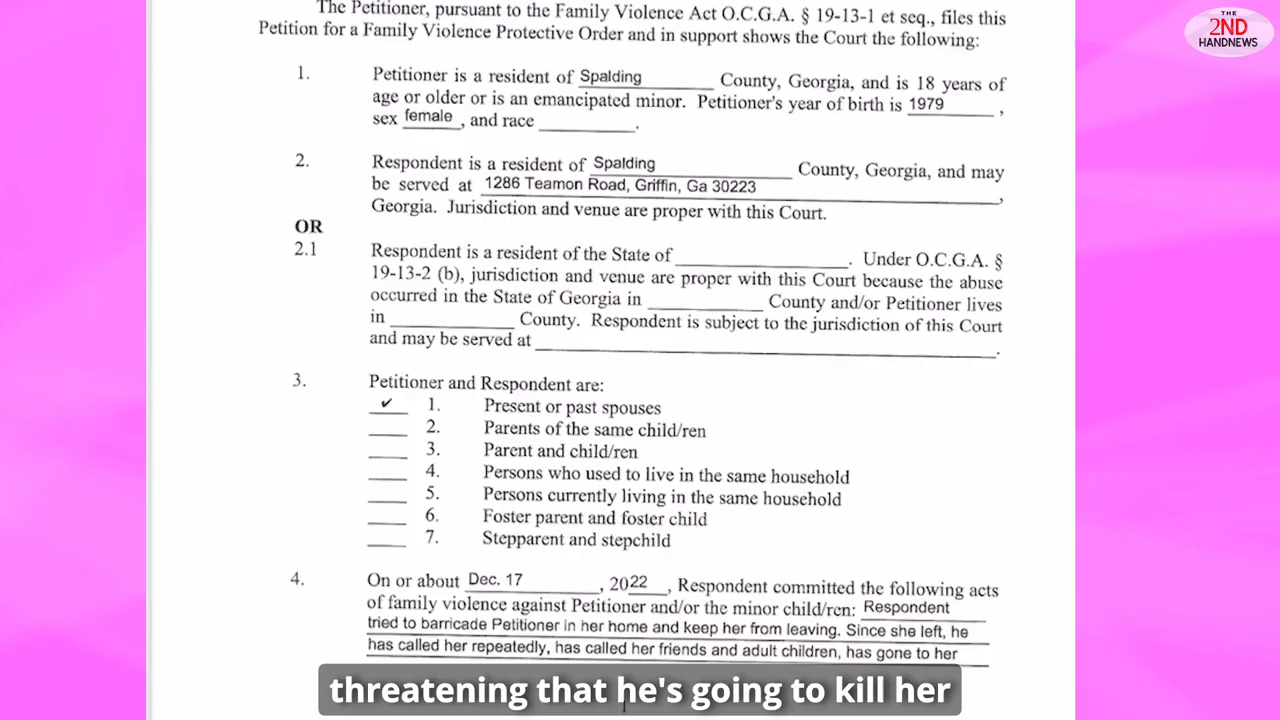 The Petitioner, pursuant to the Family Violence Act O.C.G.A. § 19-13-1 et seq., files this
Petition for a Family Violence Protective Order and in support shows the Court the following:
THE
2ND
HANDNEWS
1. Petitioner is a resident of Spalding County, Georgia, and is 18 years of
age or older or is an emancipated minor. Petitioner's year of birth is 1979 ,
sex female , and race .
2. Respondent is a resident of Spalding County, Georgia, and may
be served at 1286 Teamon Road, Griffin, Ga 30223 ,
Georgia. Jurisdiction and venue are proper with this Court.
OR
2.1 Respondent is a resident of the State of . Under O.C.G.A. §
19-13-2 (b), jurisdiction and venue are proper with this Court because the abuse
occurred in the State of Georgia in County and/or Petitioner lives
in County. Respondent is subject to the jurisdiction of this Court
and may be served at .
3. Petitioner and Respondent are:
✓ 1. Present or past spouses
2. Parents of the same child/ren
3. Parent and child/ren
4. Persons who used to live in the same household
5. Persons currently living in the same household
6. Foster parent and foster child
7. Stepparent and stepchild
4. On or about Dec. 17 , 2022 , Respondent committed the following acts
of family violence against Petitioner and/or the minor child/ren: Respondent
tried to barricade Petitioner in her home and keep her from leaving. Since she left, he
has called her repeatedly, has called her friends and adult children, has gone to her
threatening that he's going to kill her